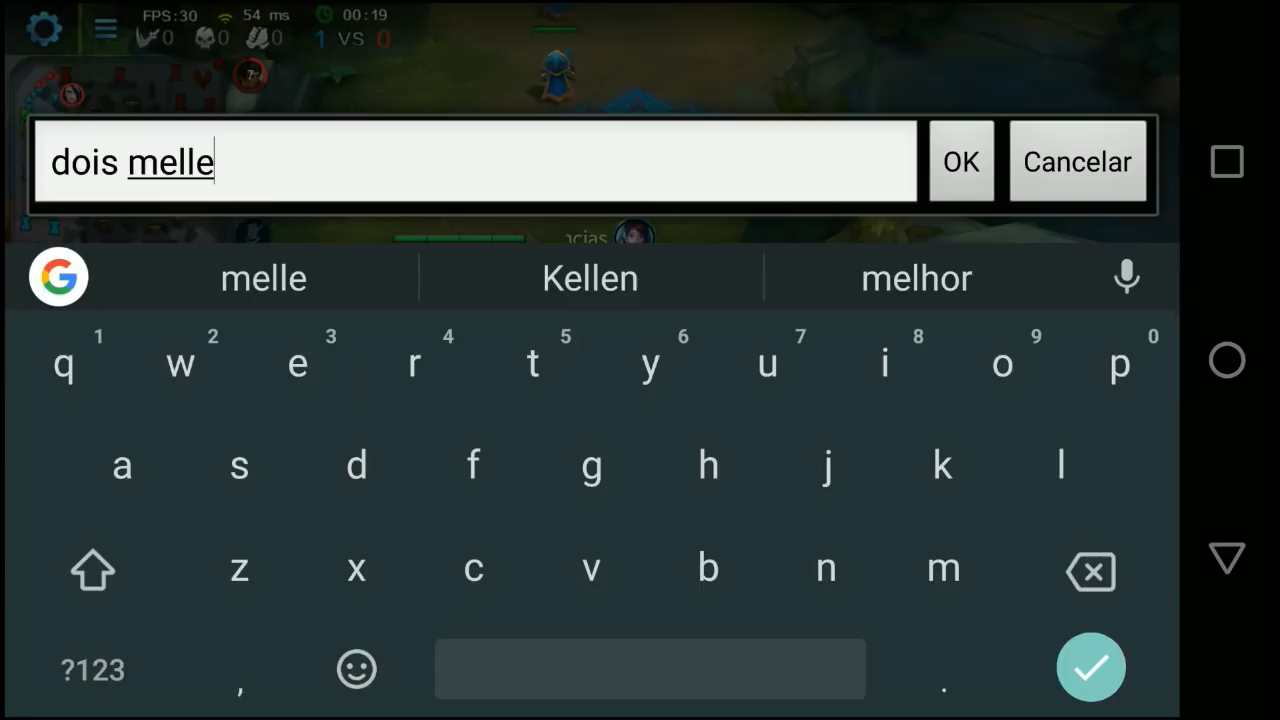 FPS:30 54 ms 00:19
0 0 0 1 VS 0
dois melle OK Cancelar
ncias
melle Kellen melhor
1 2 3 4 5 6 7 8 9 0
q w e r t y u i o p
a s d f g h j k l
z x c v b n m
?123 , .